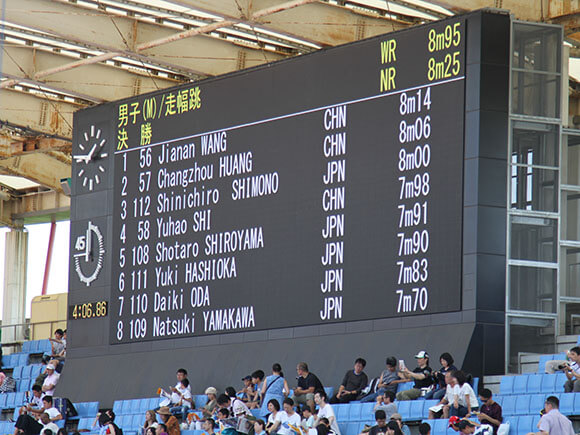 男子(M)/走幅跳 WR 8m95
決 勝 NR 8m25
1 56 Jianan WANG CHN 8m14
2 57 Changzhou HUANG CHN 8m06
3 112 Shinichiro SHIMONO JPN 8m00
4 58 Yuhao SHI CHN 7m98
5 108 Shotaro SHIROYAMA JPN 7m91
6 111 Yuki HASHIOKA JPN 7m90
7 110 Daiki ODA JPN 7m83
8 109 Natsuki YAMAKAWA JPN 7m70
45
4:06.86